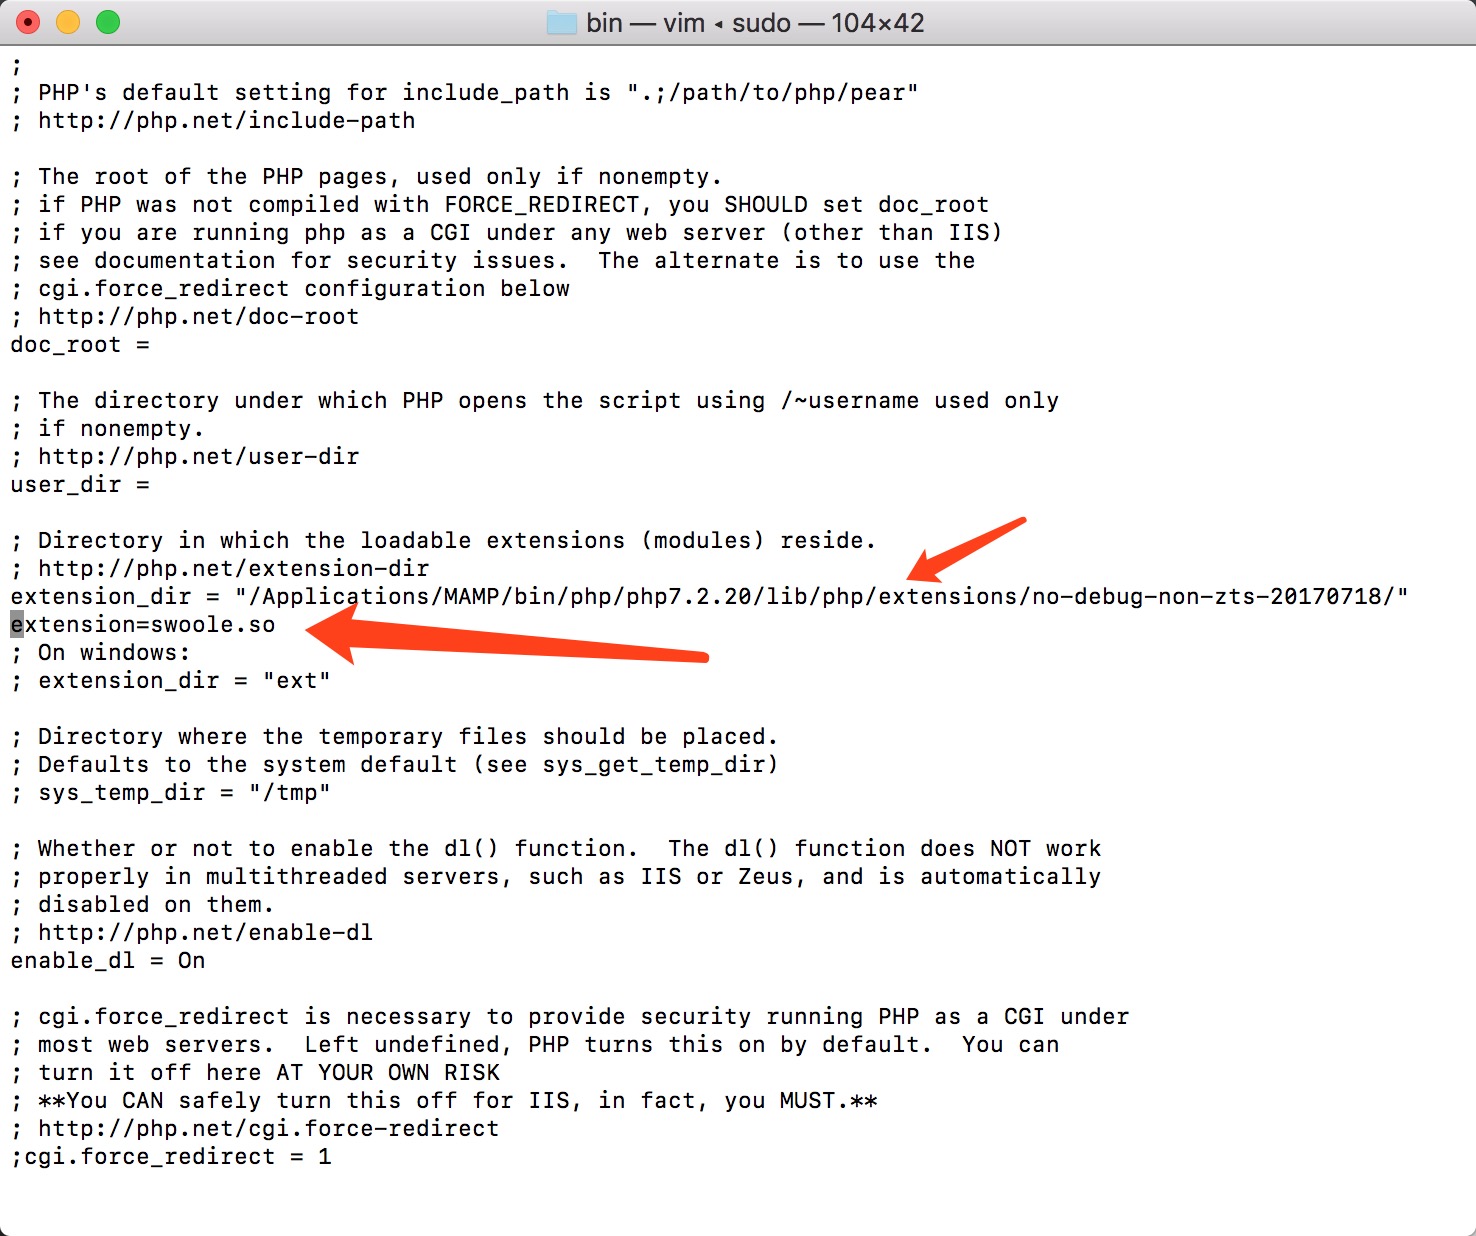 bin — vim ◂ sudo — 104×42
;
; PHP's default setting for include_path is ".;/path/to/php/pear"
; http://php.net/include-path
; The root of the PHP pages, used only if nonempty.
; if PHP was not compiled with FORCE_REDIRECT, you SHOULD set doc_root
; if you are running php as a CGI under any web server (other than IIS)
; see documentation for security issues.  The alternate is to use the
; cgi.force_redirect configuration below
; http://php.net/doc-root
doc_root =
; The directory under which PHP opens the script using /~username used only
; if nonempty.
; http://php.net/user-dir
user_dir =
; Directory in which the loadable extensions (modules) reside.
; http://php.net/extension-dir
extension_dir = "/Applications/MAMP/bin/php/php7.2.20/lib/php/extensions/no-debug-non-zts-20170718/"
extension=swoole.so
; On windows:
; extension_dir = "ext"
; Directory where the temporary files should be placed.
; Defaults to the system default (see sys_get_temp_dir)
; sys_temp_dir = "/tmp"
; Whether or not to enable the dl() function.  The dl() function does NOT work
; properly in multithreaded servers, such as IIS or Zeus, and is automatically
; disabled on them.
; http://php.net/enable-dl
enable_dl = On
; cgi.force_redirect is necessary to provide security running PHP as a CGI under
; most web servers.  Left undefined, PHP turns this on by default.  You can
; turn it off here AT YOUR OWN RISK
; **You CAN safely turn this off for IIS, in fact, you MUST.**
; http://php.net/cgi.force-redirect
;cgi.force_redirect = 1